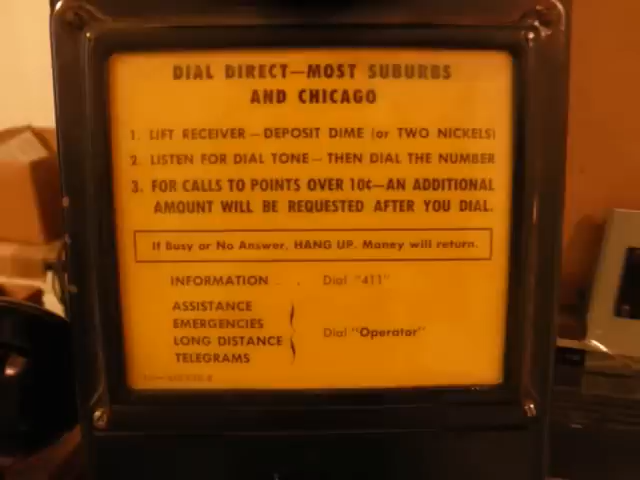 DIAL DIRECT—MOST SUBURBS
AND CHICAGO
1. LIFT RECEIVER — DEPOSIT DIME (or TWO NICKELS)
2. LISTEN FOR DIAL TONE — THEN DIAL THE NUMBER
3. FOR CALLS TO POINTS OVER 10¢—AN ADDITIONAL
AMOUNT WILL BE REQUESTED AFTER YOU DIAL.
If Busy or No Answer, HANG UP. Money will return.
INFORMATION . . Dial "411"
ASSISTANCE
EMERGENCIES
LONG DISTANCE
TELEGRAMS
Dial "Operator"